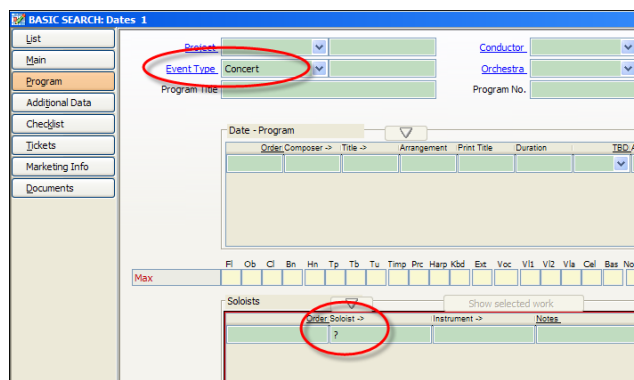 BASIC SEARCH: Dates 1
List
Main
Program
Additional Data
Checklist
Tickets
Marketing Info
Documents
Project Conductor
Event Type Concert Orchestra
Program Title Program No.
Date - Program
Order Composer -> Title -> Arrangement Print Title Duration TBD A
Fl Ob Cl Bn Hn Tp Tb Tu Timp Prc Harp Kbd Ext Voc Vl1 Vl2 Vla Cel Bas No
Max
Soloists Show selected work
Order Soloist -> Instrument -> Notes
?